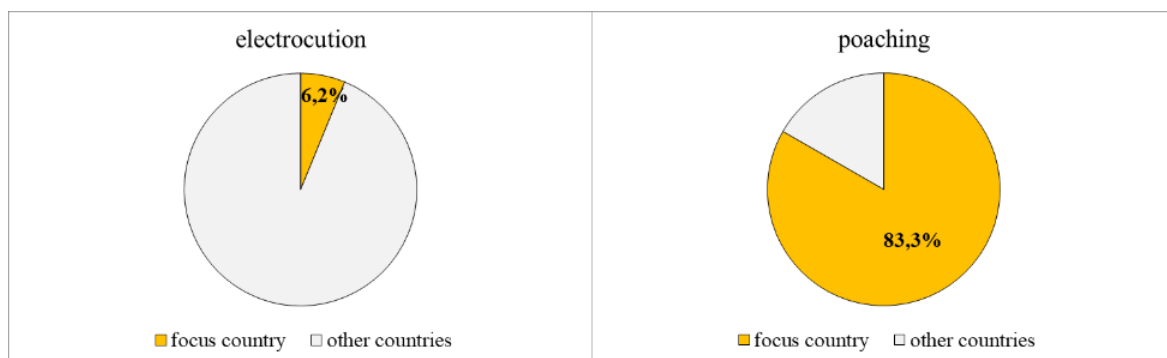 electrocution
6,2%
focus country other countries
poaching
83,3%
focus country other countries